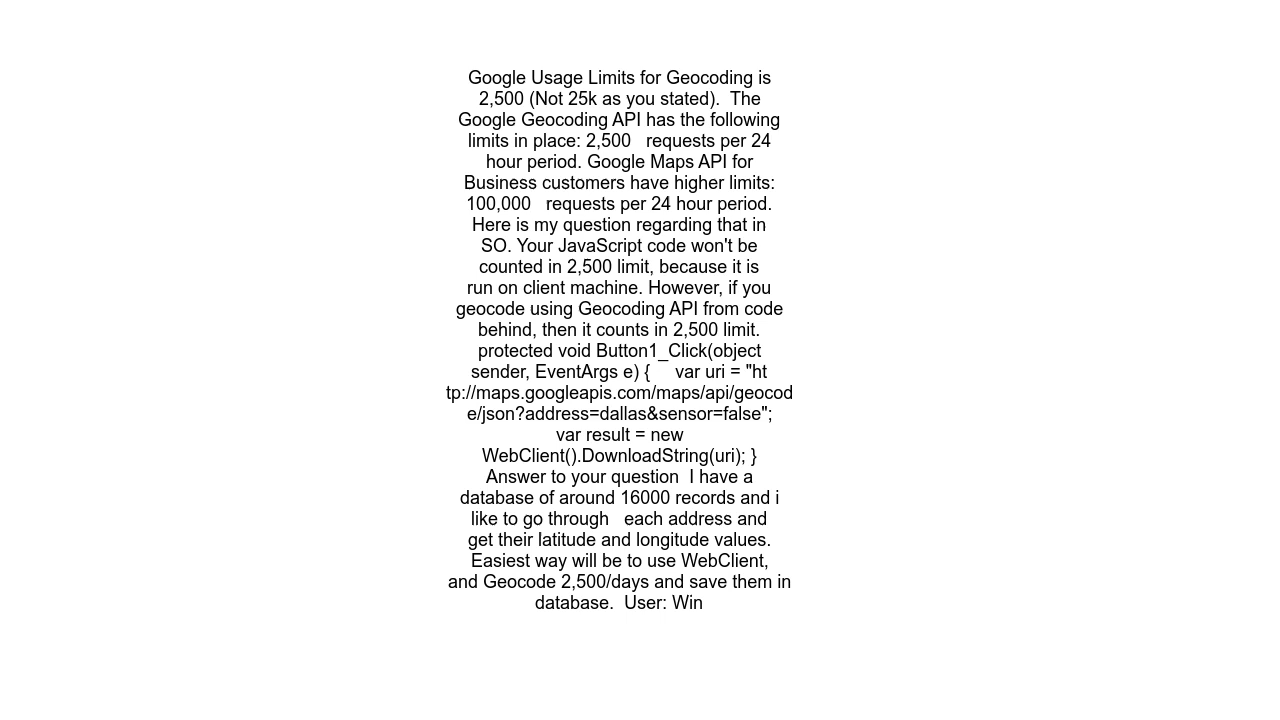 Google Usage Limits for Geocoding is
2,500 (Not 25k as you stated).  The
Google Geocoding API has the following
limits in place: 2,500   requests per 24
hour period. Google Maps API for
Business customers have higher limits:
100,000   requests per 24 hour period.
Here is my question regarding that in
SO. Your JavaScript code won't be
counted in 2,500 limit, because it is
run on client machine. However, if you
geocode using Geocoding API from code
behind, then it counts in 2,500 limit.
protected void Button1_Click(object
sender, EventArgs e) {     var uri = "ht
tp://maps.googleapis.com/maps/api/geocod
e/json?address=dallas&sensor=false";
var result = new
WebClient().DownloadString(uri); }
Answer to your question  I have a
database of around 16000 records and i
like to go through   each address and
get their latitude and longitude values.
Easiest way will be to use WebClient,
and Geocode 2,500/days and save them in
database.  User: Win